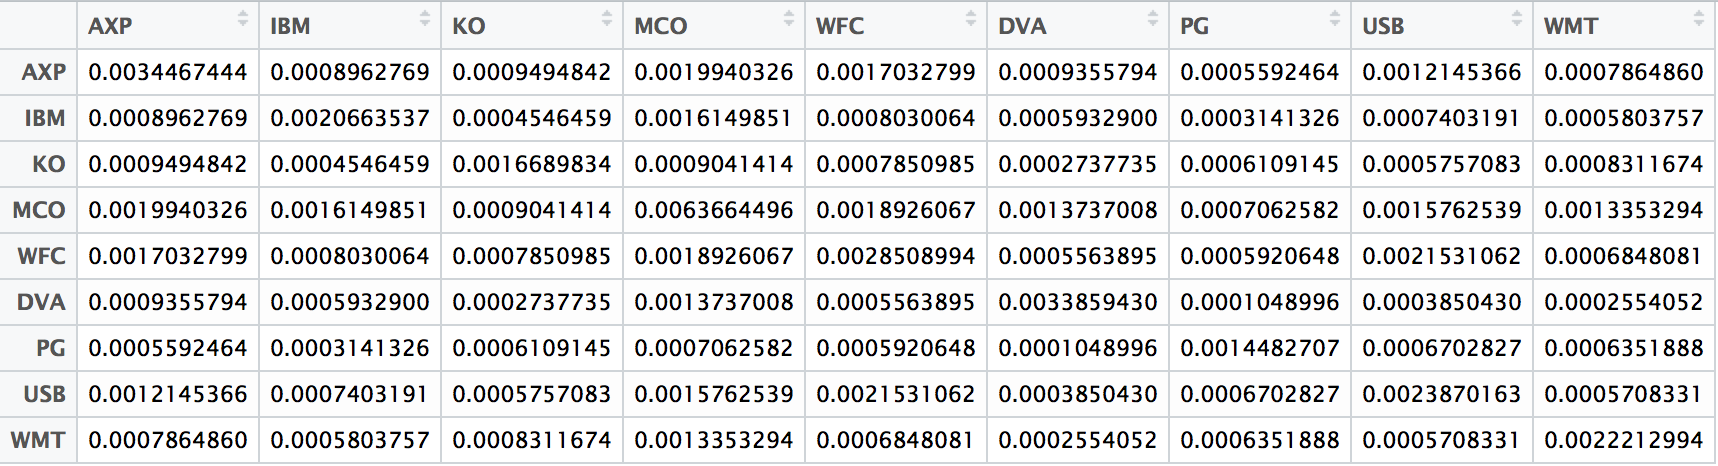 AXP IBM KO MCO WFC DVA PG USB WMT
AXP 0.0034467444 0.0008962769 0.0009494842 0.0019940326 0.0017032799 0.0009355794 0.0005592464 0.0012145366 0.0007864860
IBM 0.0008962769 0.0020663537 0.0004546459 0.0016149851 0.0008030064 0.0005932900 0.0003141326 0.0007403191 0.0005803757
KO 0.0009494842 0.0004546459 0.0016689834 0.0009041414 0.0007850985 0.0002737735 0.0006109145 0.0005757083 0.0008311674
MCO 0.0019940326 0.0016149851 0.0009041414 0.0063664496 0.0018926067 0.0013737008 0.0007062582 0.0015762539 0.0013353294
WFC 0.0017032799 0.0008030064 0.0007850985 0.0018926067 0.0028508994 0.0005563895 0.0005920648 0.0021531062 0.0006848081
DVA 0.0009355794 0.0005932900 0.0002737735 0.0013737008 0.0005563895 0.0033859430 0.0001048996 0.0003850430 0.0002554052
PG 0.0005592464 0.0003141326 0.0006109145 0.0007062582 0.0005920648 0.0001048996 0.0014482707 0.0006702827 0.0006351888
USB 0.0012145366 0.0007403191 0.0005757083 0.0015762539 0.0021531062 0.0003850430 0.0006702827 0.0023870163 0.0005708331
WMT 0.0007864860 0.0005803757 0.0008311674 0.0013353294 0.0006848081 0.0002554052 0.0006351888 0.0005708331 0.0022212994